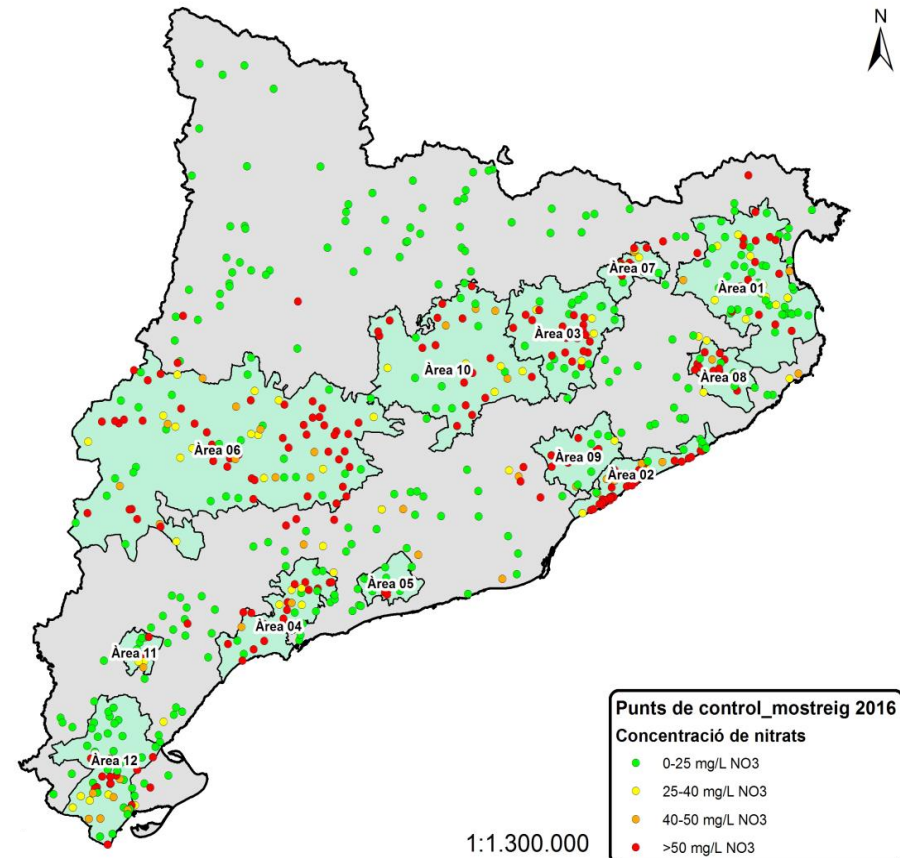 N
Àrea 07
Àrea 01
Àrea 03
Àrea 10
Àrea 08
Àrea 06
Àrea 09
Àrea 02
Àrea 05
Àrea 04
Àrea 11
Àrea 12
Punts de control_mostreig 2016
Concentració de nitrats
0-25 mg/L NO3
25-40 mg/L NO3
40-50 mg/L NO3
>50 mg/L NO3
1:1.300.000